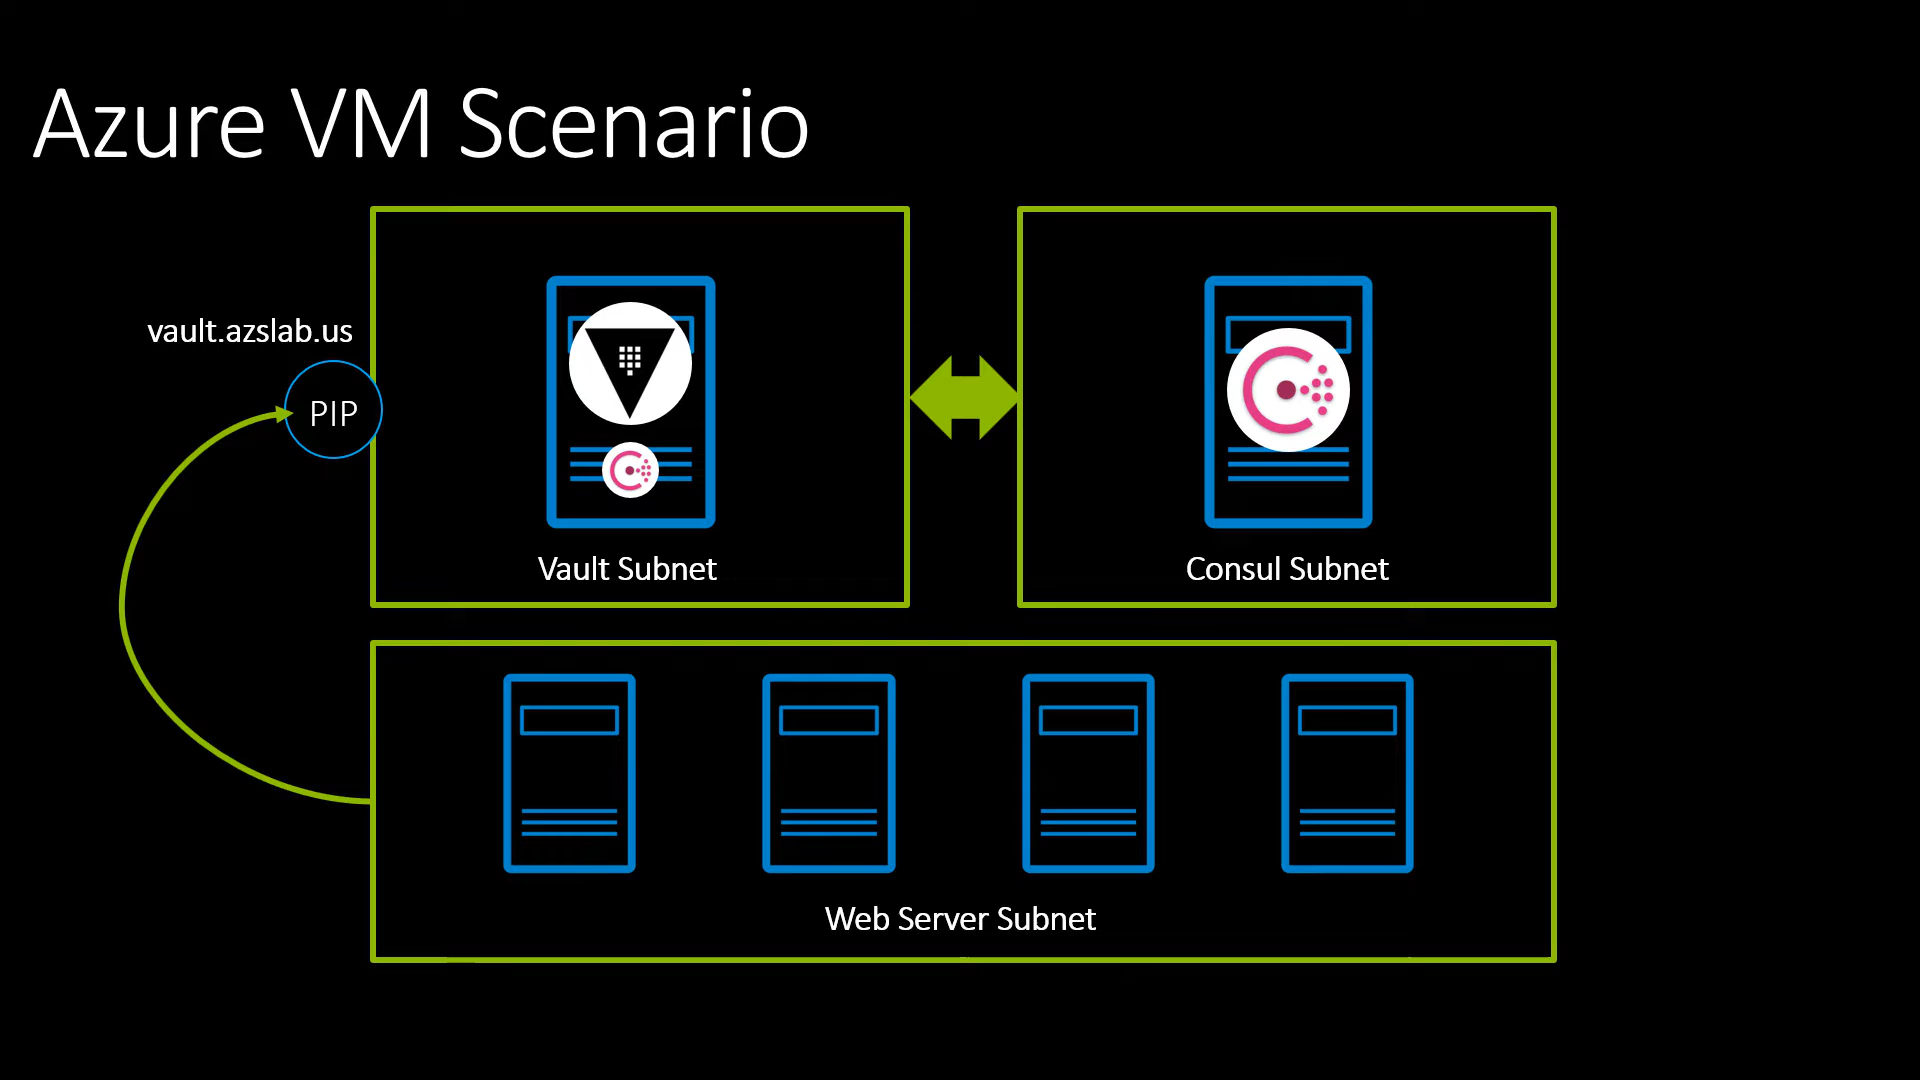 Azure VM Scenario
vault.azslab.us
PIP
Vault Subnet
Consul Subnet
Web Server Subnet